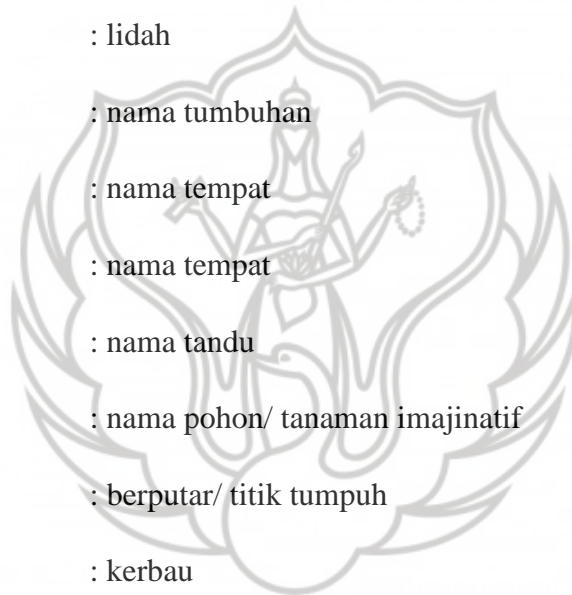 : lidah
: nama tumbuhan
: nama tempat
: nama tempat
: nama tandu
: nama pohon/ tanaman imajinatif
: berputar/ titik tumpuh
: kerbau